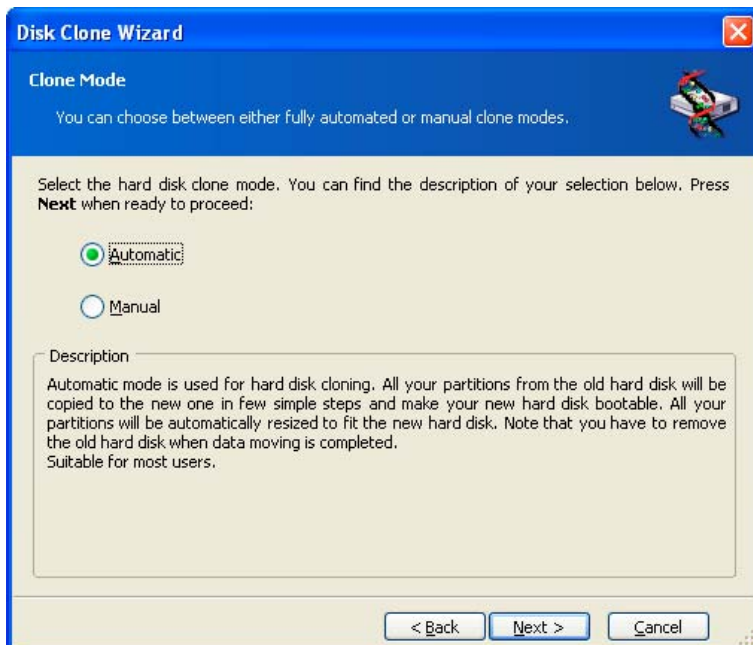 Disk Clone Wizard
Clone Mode
You can choose between either fully automated or manual clone modes.
Select the hard disk clone mode. You can find the description of your selection below. Press
Next when ready to proceed:
Automatic
Manual
Description
Automatic mode is used for hard disk cloning. All your partitions from the old hard disk will be
copied to the new one in few simple steps and make your new hard disk bootable. All your
partitions will be automatically resized to fit the new hard disk. Note that you have to remove
the old hard disk when data moving is completed.
Suitable for most users.
< Back Next > Cancel